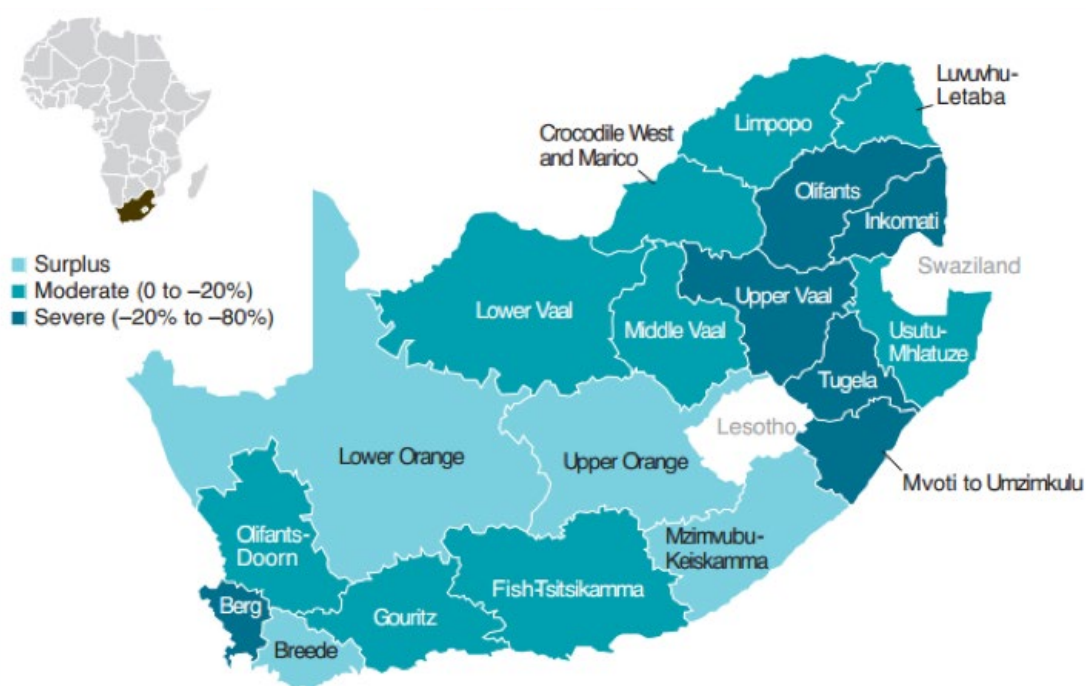 Luvuvhu-
Letaba
Limpopo
Crocodile West
and Marico
Olifants
Inkomati
Surplus
Moderate (0 to –20%)
Severe (–20% to –80%)
Swaziland
Upper Vaal
Lower Vaal
Middle Vaal
Usutu-
Mhlatuze
Tugela
Lesotho
Lower Orange
Upper Orange
Mvoti to Umzimkulu
Mzimvubu-
Keiskamma
Olifants-
Doorn
Fish-Tsitsikamma
Berg
Gouritz
Breede